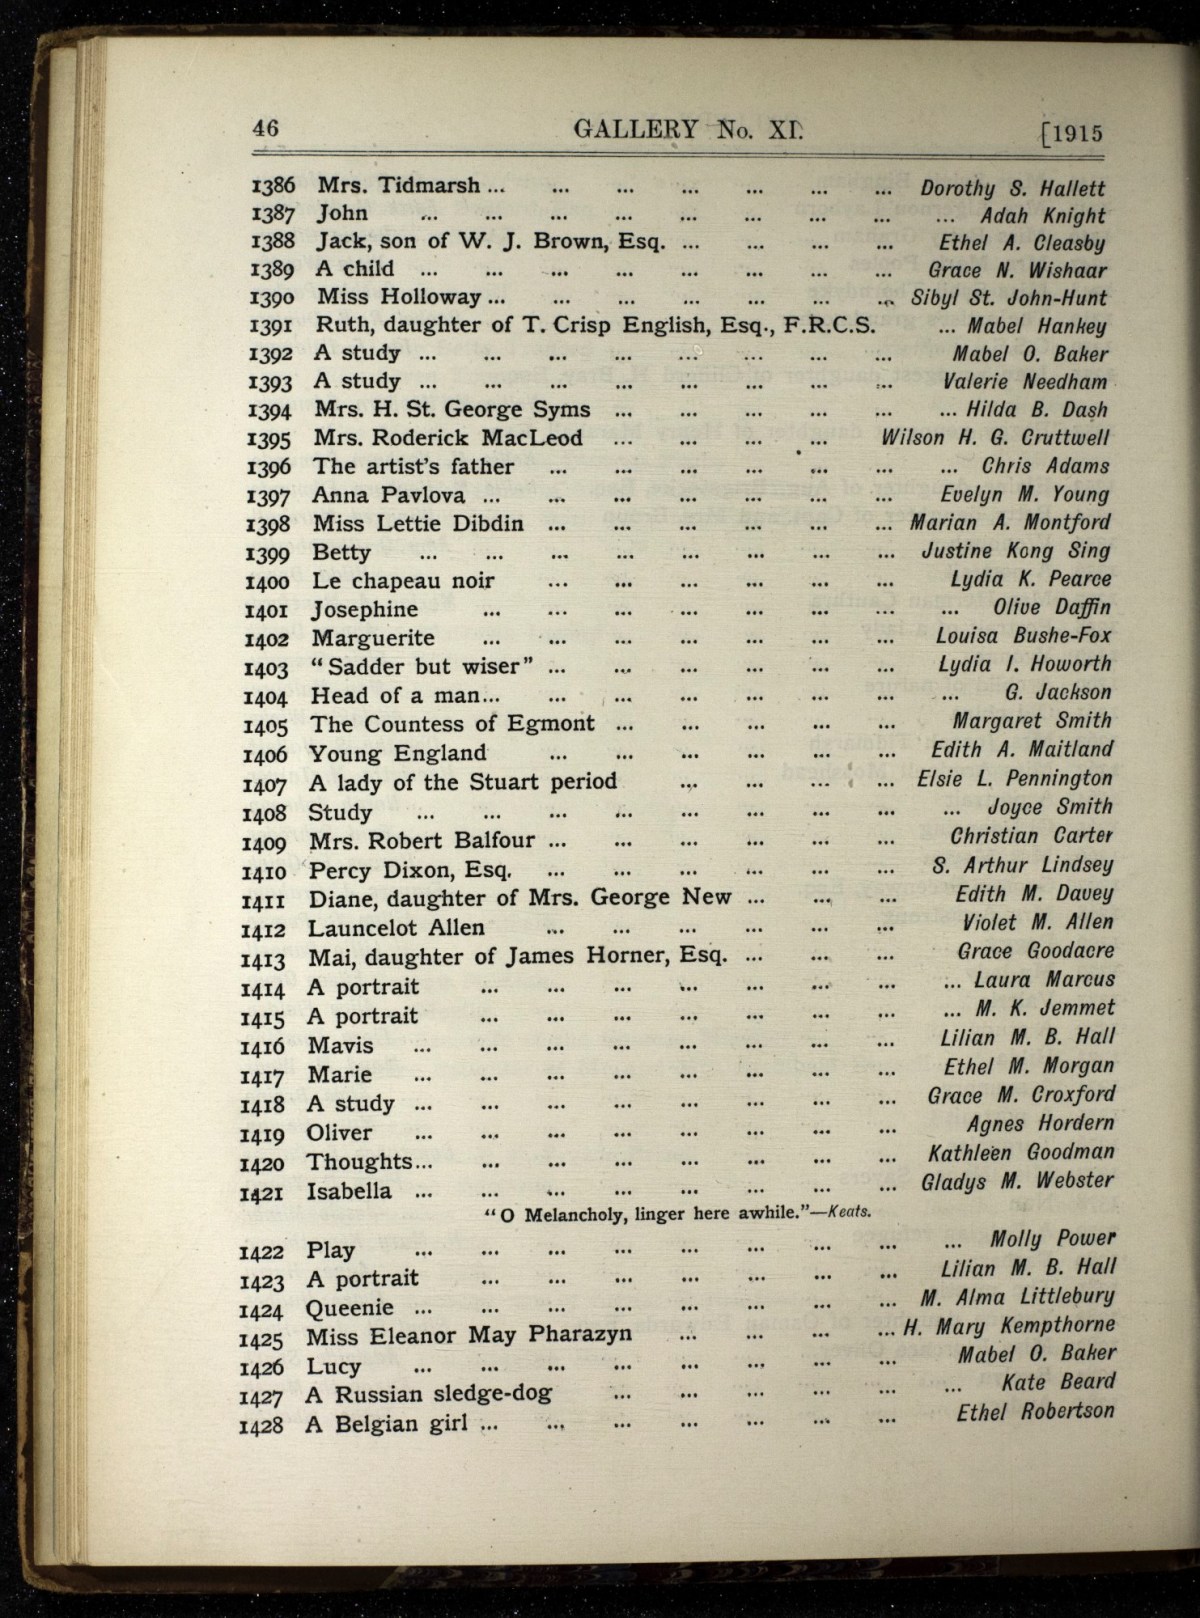 46 GALLERY No. XI. [1915
1386 Mrs. Tidmarsh ... ... ... ... ... ... ... Dorothy S. Hallett
1387 John ... ... ... ... ... ... ... ... ... Adah Knight
1388 Jack, son of W. J. Brown, Esq. ... ... ... ... Ethel A. Cleasby
1389 A child ... ... ... ... ... ... ... ... Grace N. Wishaar
1390 Miss Holloway ... ... ... ... ... ... ... Sibyl St. John-Hunt
1391 Ruth, daughter of T. Crisp English, Esq., F.R.C.S. ... Mabel Hankey
1392 A study ... ... ... ... ... ... ... ... Mabel O. Baker
1393 A study ... ... ... ... ... ... ... ... Valerie Needham
1394 Mrs. H. St. George Syms ... ... ... ... ... ... Hilda B. Dash
1395 Mrs. Roderick MacLeod ... ... ... ... Wilson H. G. Cruttwell
1396 The artist's father ... ... ... ... ... ... ... Chris Adams
1397 Anna Pavlova ... ... ... ... ... ... ... Evelyn M. Young
1398 Miss Lettie Dibdin ... ... ... ... ... ... Marian A. Montford
1399 Betty ... ... ... ... ... ... ... ... Justine Kong Sing
1400 Le chapeau noir ... ... ... ... ... ... Lydia K. Pearce
1401 Josephine ... ... ... ... ... ... ... ... Olive Daffin
1402 Marguerite ... ... ... ... ... ... ... Louisa Bushe-Fox
1403 "Sadder but wiser" ... ... ... ... ... ... Lydia I. Howorth
1404 Head of a man... ... ... ... ... ... ... ... G. Jackson
1405 The Countess of Egmont ... ... ... ... ... Margaret Smith
1406 Young England ... ... ... ... ... ... Edith A. Maitland
1407 A lady of the Stuart period ... ... ... ... Elsie L. Pennington
1408 Study ... ... ... ... ... ... ... ... ... Joyce Smith
1409 Mrs. Robert Balfour ... ... ... ... ... ... Christian Carter
1410 Percy Dixon, Esq. ... ... ... ... ... ... S. Arthur Lindsey
1411 Diane, daughter of Mrs. George New ... ... ... Edith M. Davey
1412 Launcelot Allen ... ... ... ... ... ... Violet M. Allen
1413 Mai, daughter of James Horner, Esq. ... ... ... Grace Goodacre
1414 A portrait ... ... ... ... ... ... ... ... Laura Marcus
1415 A portrait ... ... ... ... ... ... ... ... M. K. Jemmet
1416 Mavis ... ... ... ... ... ... ... ... Lilian M. B. Hall
1417 Marie ... ... ... ... ... ... ... ... Ethel M. Morgan
1418 A study ... ... ... ... ... ... ... ... Grace M. Croxford
1419 Oliver ... ... ... ... ... ... ... ... Agnes Hordern
1420 Thoughts... ... ... ... ... ... ... ... Kathleen Goodman
1421 Isabella ... ... ... ... ... ... ... ... Gladys M. Webster
"O Melancholy, linger here awhile."—Keats.
1422 Play ... ... ... ... ... ... ... ... ... Molly Power
1423 A portrait ... ... ... ... ... ... ... Lilian M. B. Hall
1424 Queenie ... ... ... ... ... ... ... ... M. Alma Littlebury
1425 Miss Eleanor May Pharazyn ... ... ... ... H. Mary Kempthorne
1426 Lucy ... ... ... ... ... ... ... ... Mabel O. Baker
1427 A Russian sledge-dog ... ... ... ... ... ... Kate Beard
1428 A Belgian girl ... ... ... ... ... ... ... Ethel Robertson